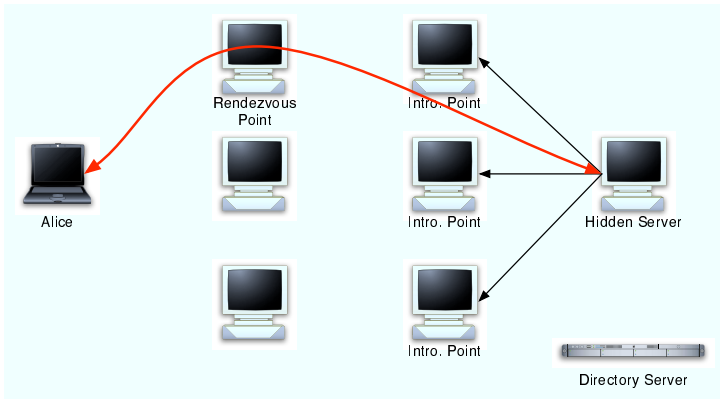 Rendezvous
Point
Intro. Point
Alice
Intro. Point
Hidden Server
Intro. Point
Directory Server